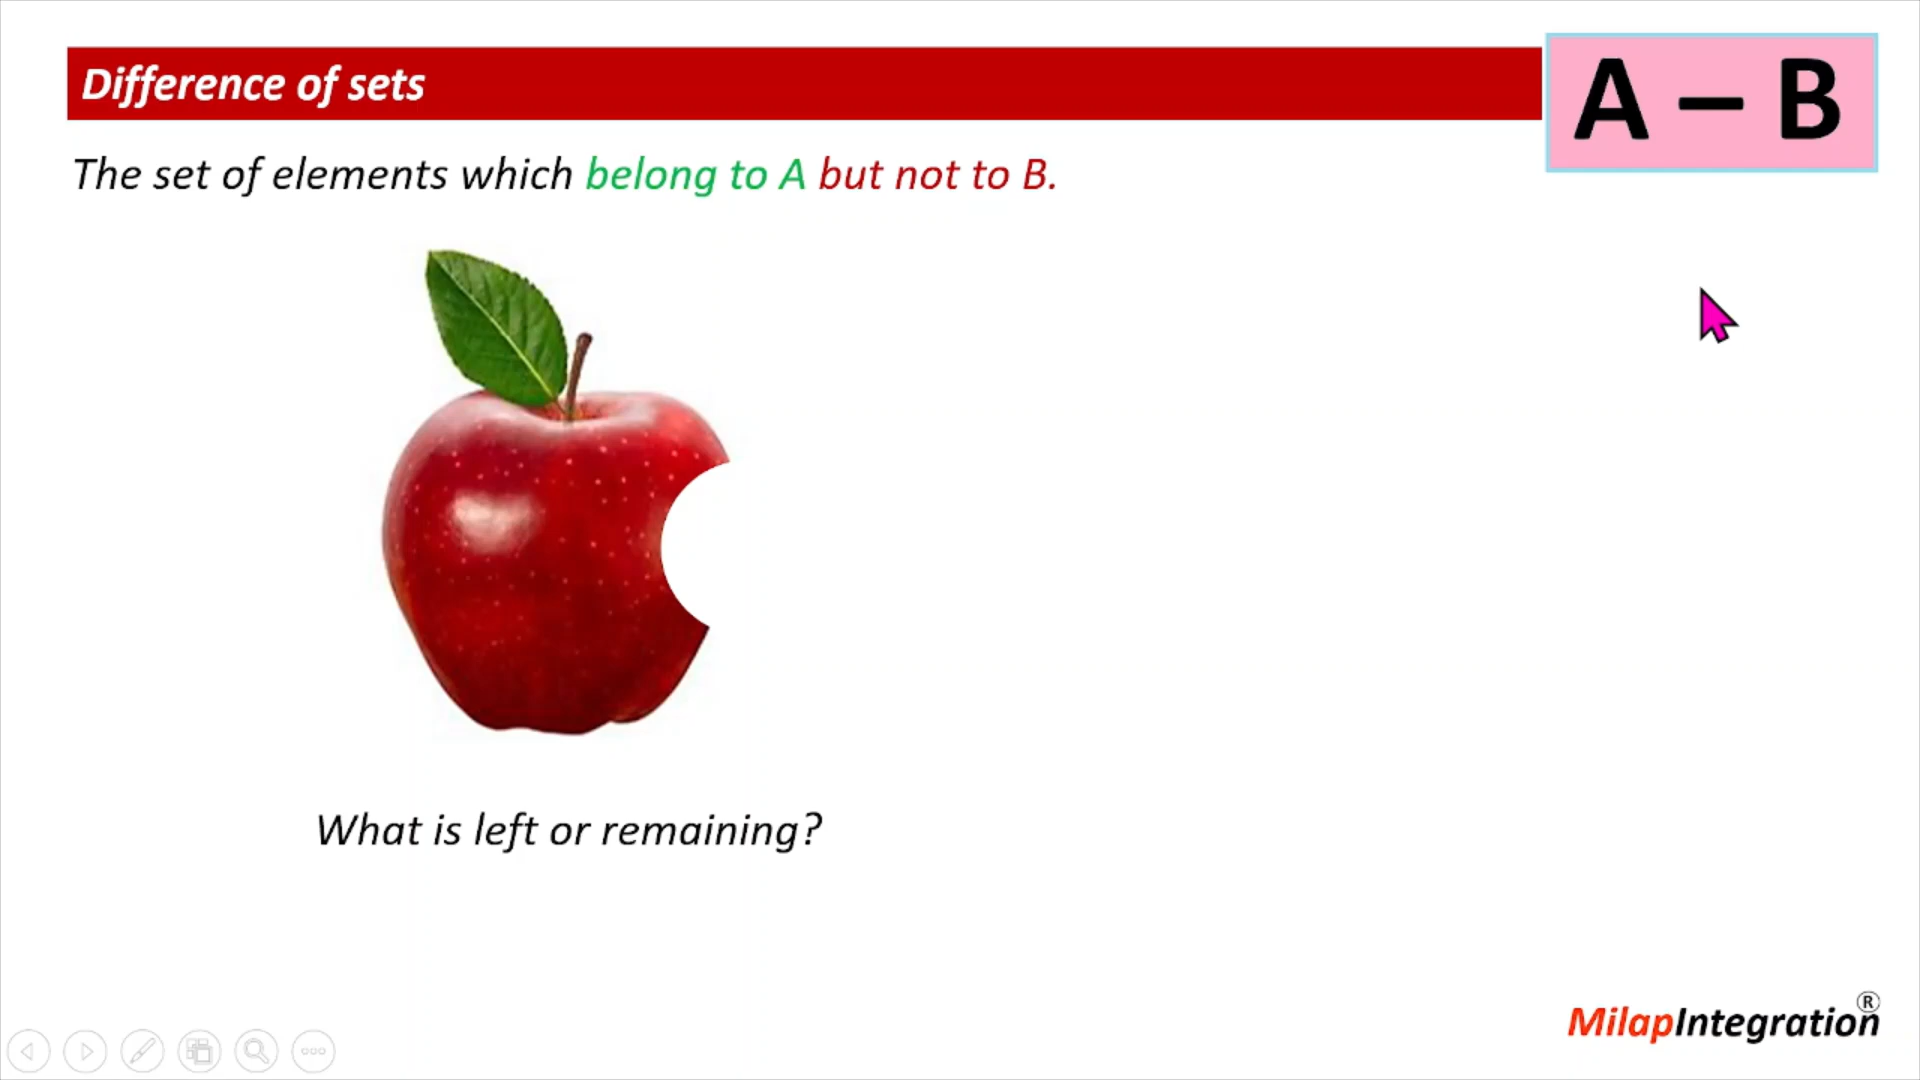 Difference of sets
A – B
The set of elements which belong to A but not to B.
What is left or remaining?
MilapIntegration®